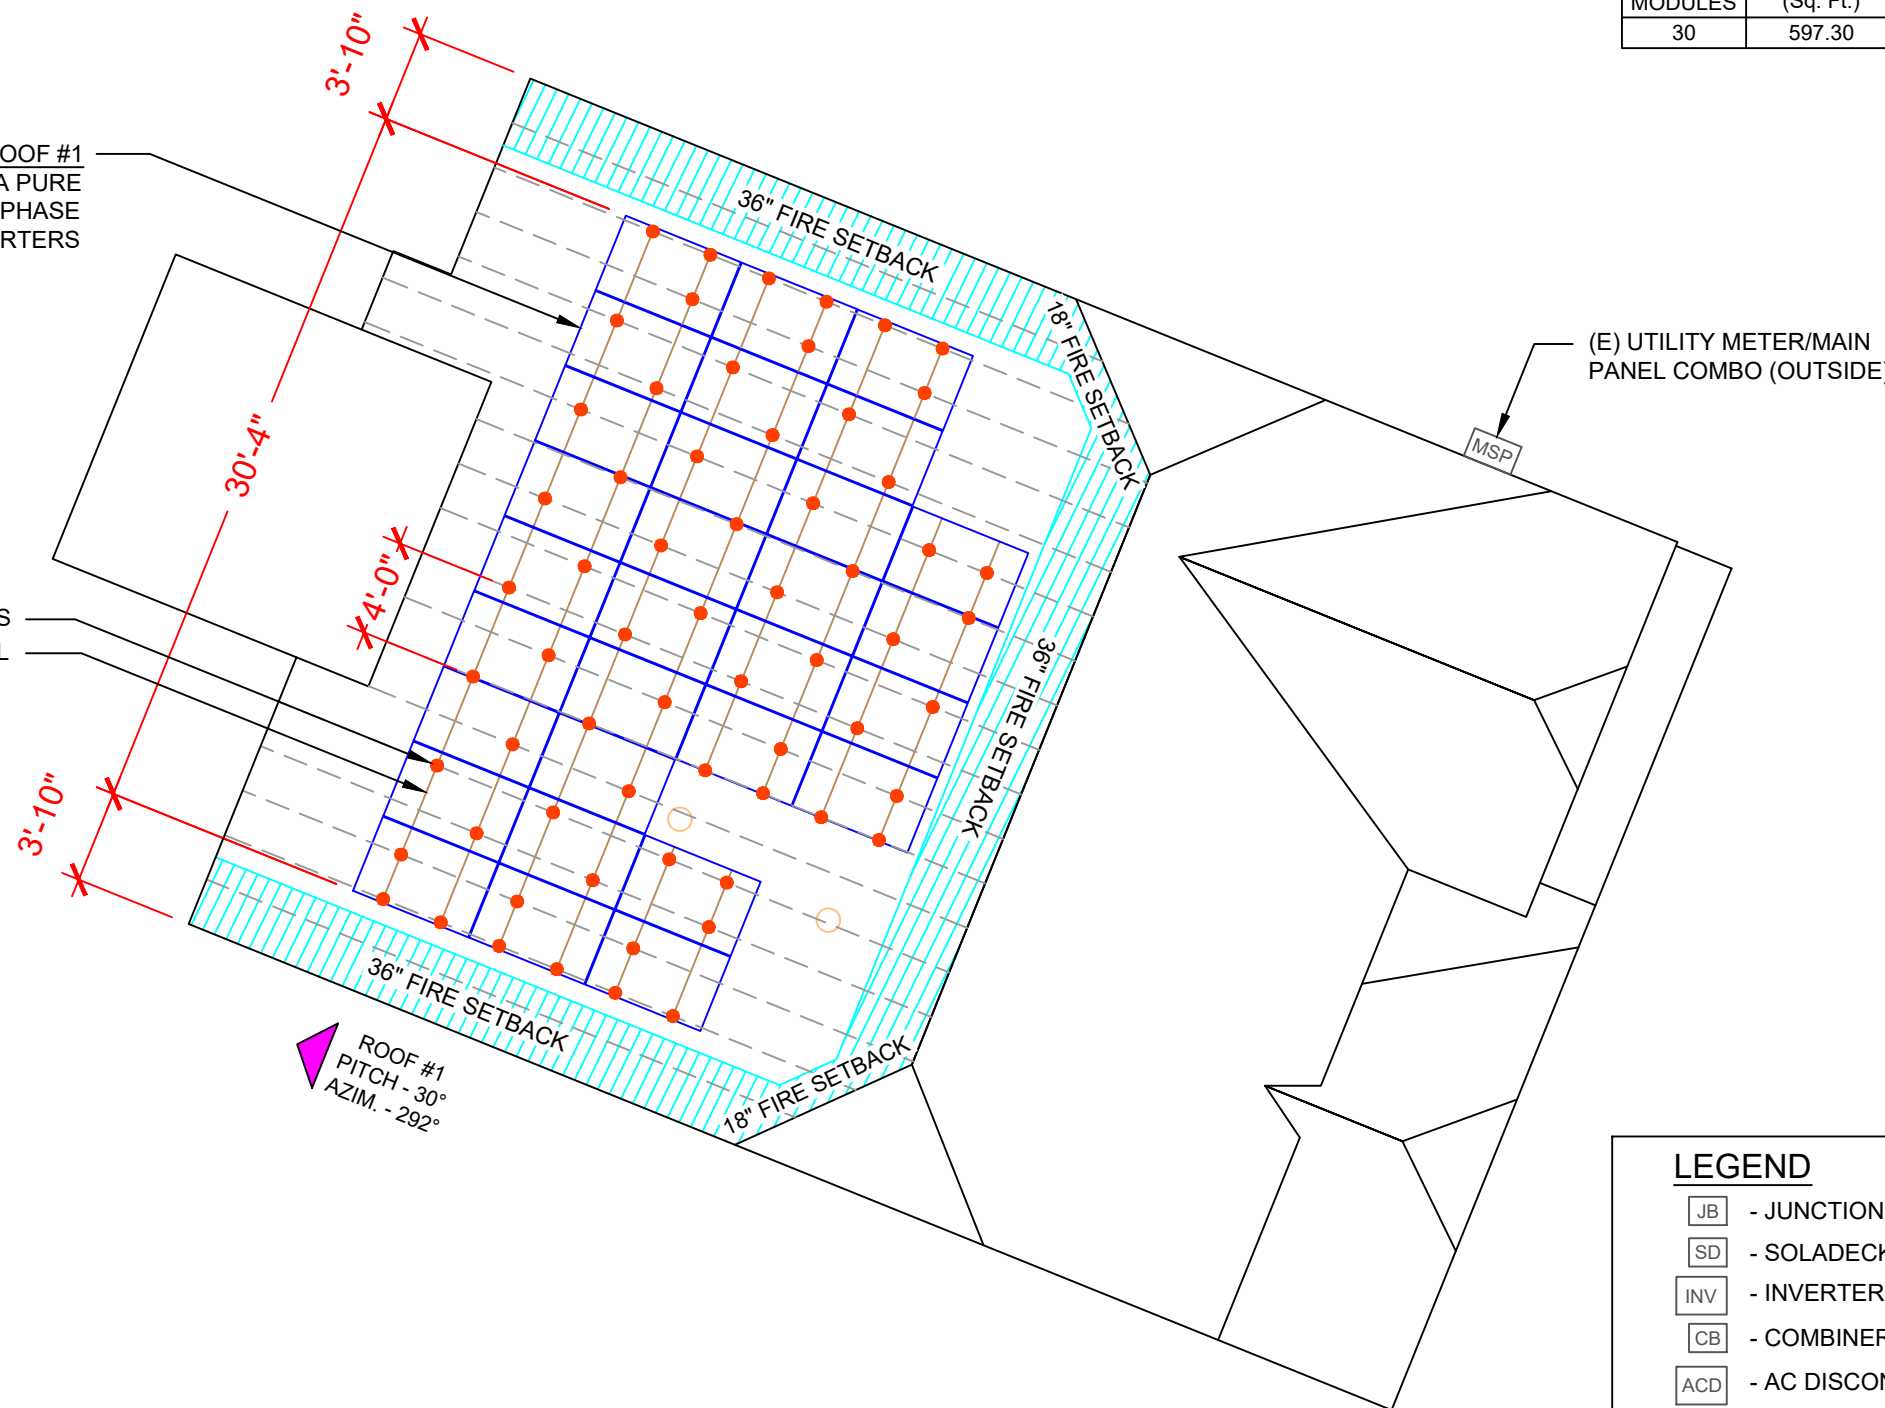 MODULES (Sq. Ft.)
30 597.30
3'-10"
OOF #1
A PURE
PHASE
RTERS
36" FIRE SETBACK
18" FIRE SETBACK
(E) UTILITY METER/MAIN
PANEL COMBO (OUTSIDE)
MSP
30'-4"
4'-0"
S
L
36" FIRE SETBACK
3'-10"
36" FIRE SETBACK
18" FIRE SETBACK
ROOF #1
PITCH - 30°
AZIM. - 292°
LEGEND
JB - JUNCTION
SD - SOLADECK
INV - INVERTER
CB - COMBINER
ACD - AC DISCON